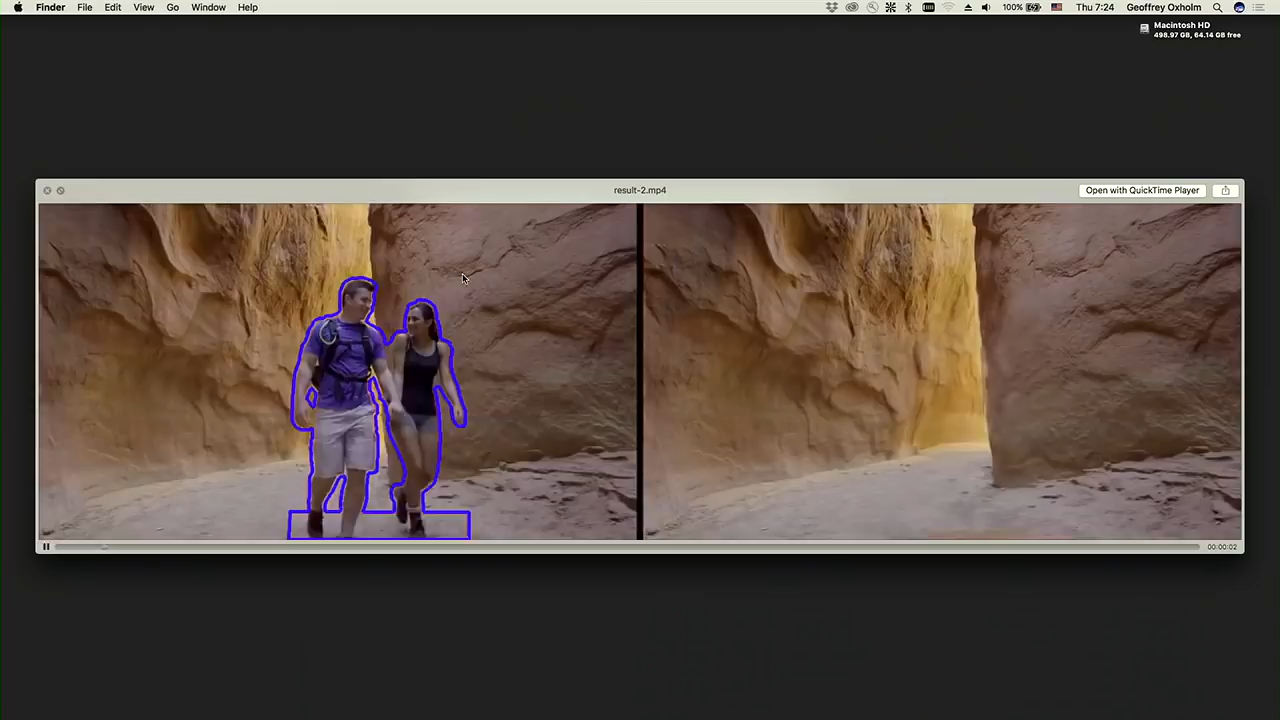 Finder File Edit View Go Window Help 100% Thu 7:24 Geoffrey Oxholm
Macintosh HD
498.97 GB, 64.14 GB free
result-2.mp4 Open with QuickTime Player
00:00:02